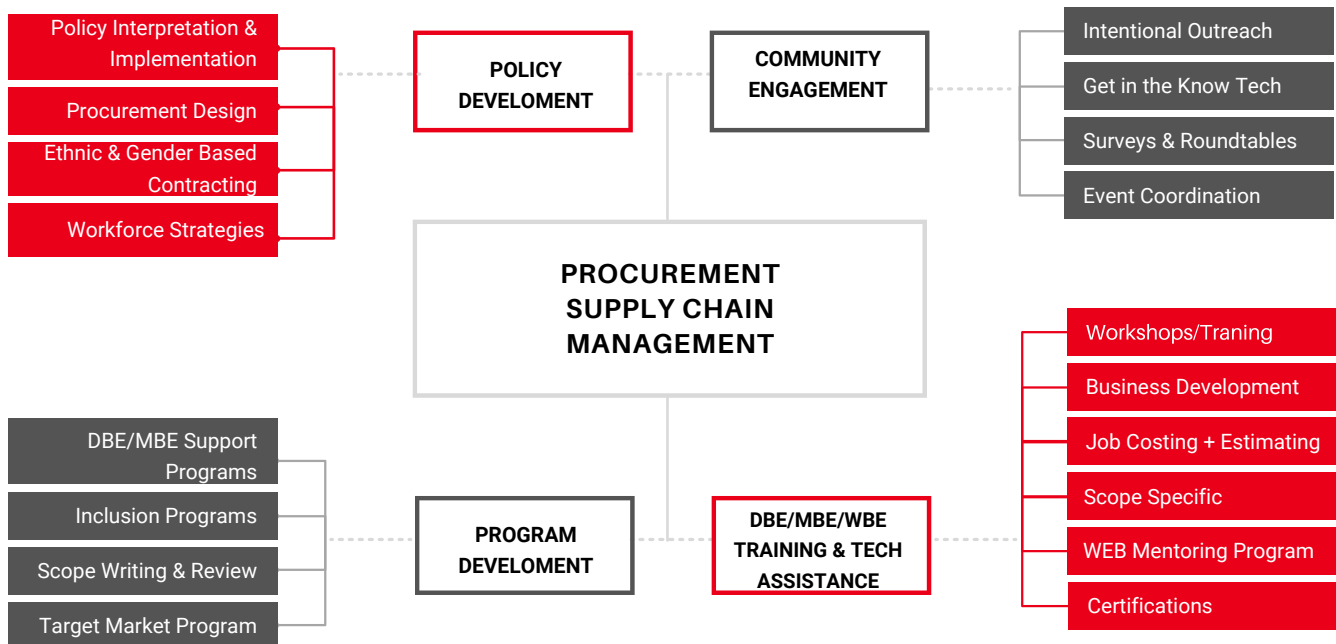 Policy Interpretation &
Implementation
Procurement Design
Ethnic & Gender Based
Contracting
Workforce Strategies
POLICY
DEVELOMENT
COMMUNITY
ENGAGEMENT
Intentional Outreach
Get in the Know Tech
Surveys & Roundtables
Event Coordination
PROCUREMENT
SUPPLY CHAIN
MANAGEMENT
DBE/MBE Support
Programs
Inclusion Programs
Scope Writing & Review
Target Market Program
PROGRAM
DEVELOMENT
DBE/MBE/WBE
TRAINING & TECH
ASSISTANCE
Workshops/Traning
Business Development
Job Costing + Estimating
Scope Specific
WEB Mentoring Program
Certifications